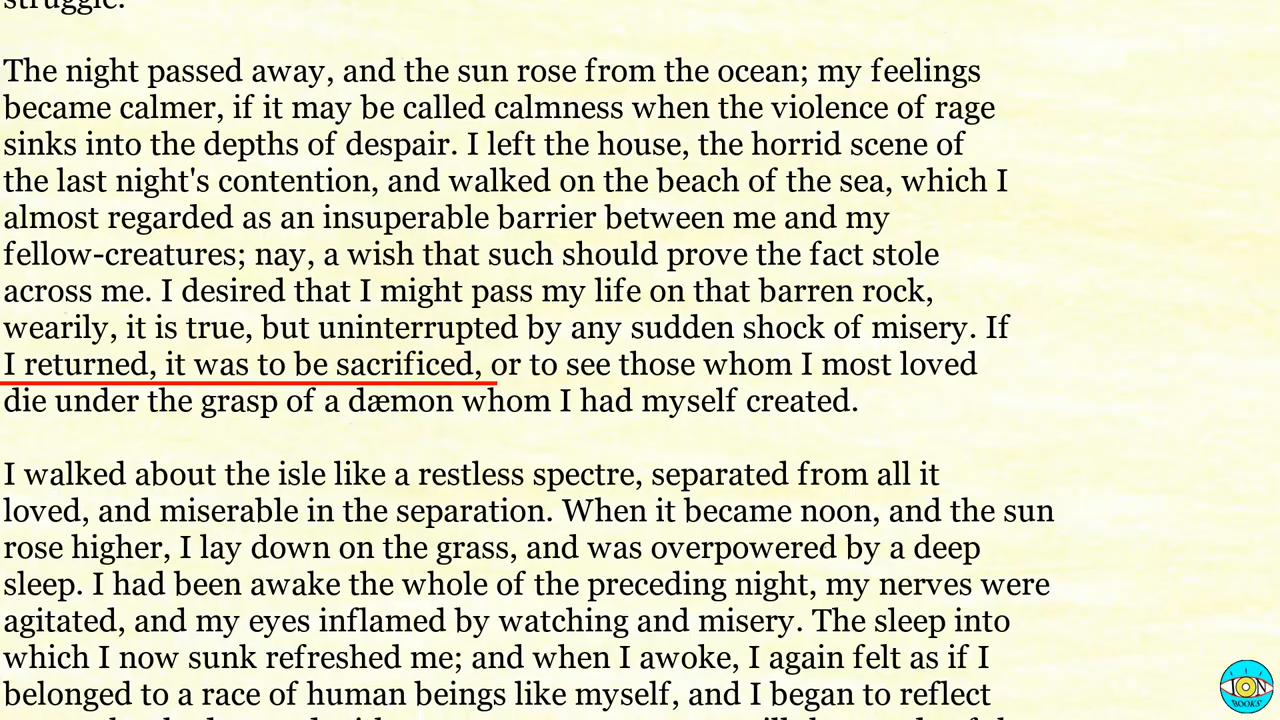 struggle.
The night passed away, and the sun rose from the ocean; my feelings
became calmer, if it may be called calmness when the violence of rage
sinks into the depths of despair. I left the house, the horrid scene of
the last night's contention, and walked on the beach of the sea, which I
almost regarded as an insuperable barrier between me and my
fellow-creatures; nay, a wish that such should prove the fact stole
across me. I desired that I might pass my life on that barren rock,
wearily, it is true, but uninterrupted by any sudden shock of misery. If
I returned, it was to be sacrificed, or to see those whom I most loved
die under the grasp of a dæmon whom I had myself created.
I walked about the isle like a restless spectre, separated from all it
loved, and miserable in the separation. When it became noon, and the sun
rose higher, I lay down on the grass, and was overpowered by a deep
sleep. I had been awake the whole of the preceding night, my nerves were
agitated, and my eyes inflamed by watching and misery. The sleep into
which I now sunk refreshed me; and when I awoke, I again felt as if I
belonged to a race of human beings like myself, and I began to reflect
ION
BOOKS